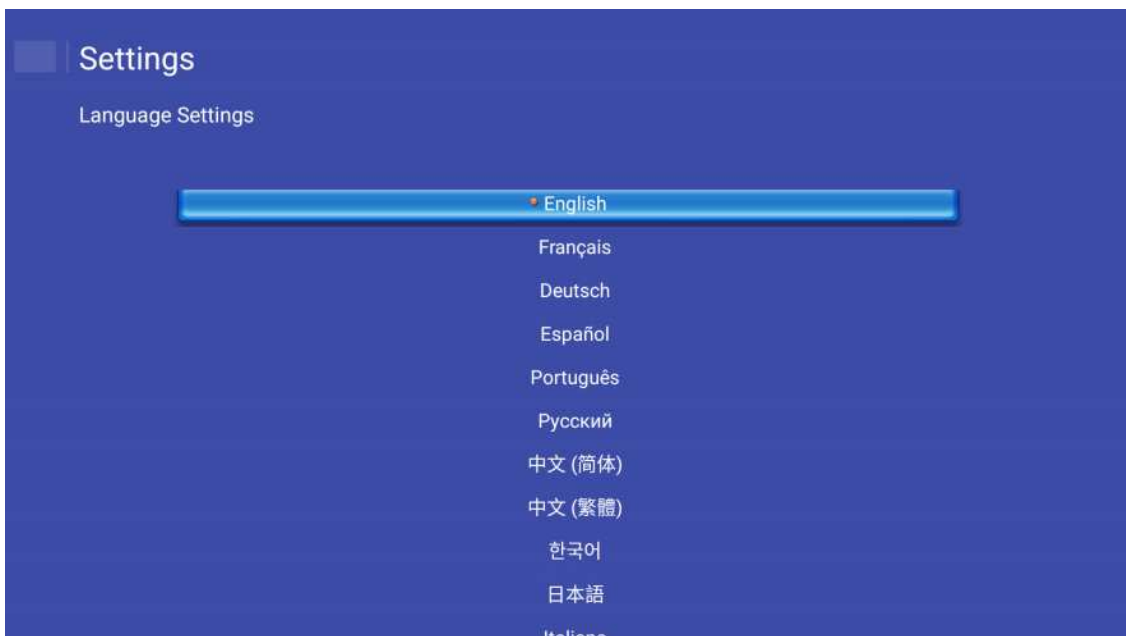 Settings
Language Settings
English
Français
Deutsch
Español
Português
Русский
中文 (简体)
中文 (繁體)
한국어
日本語